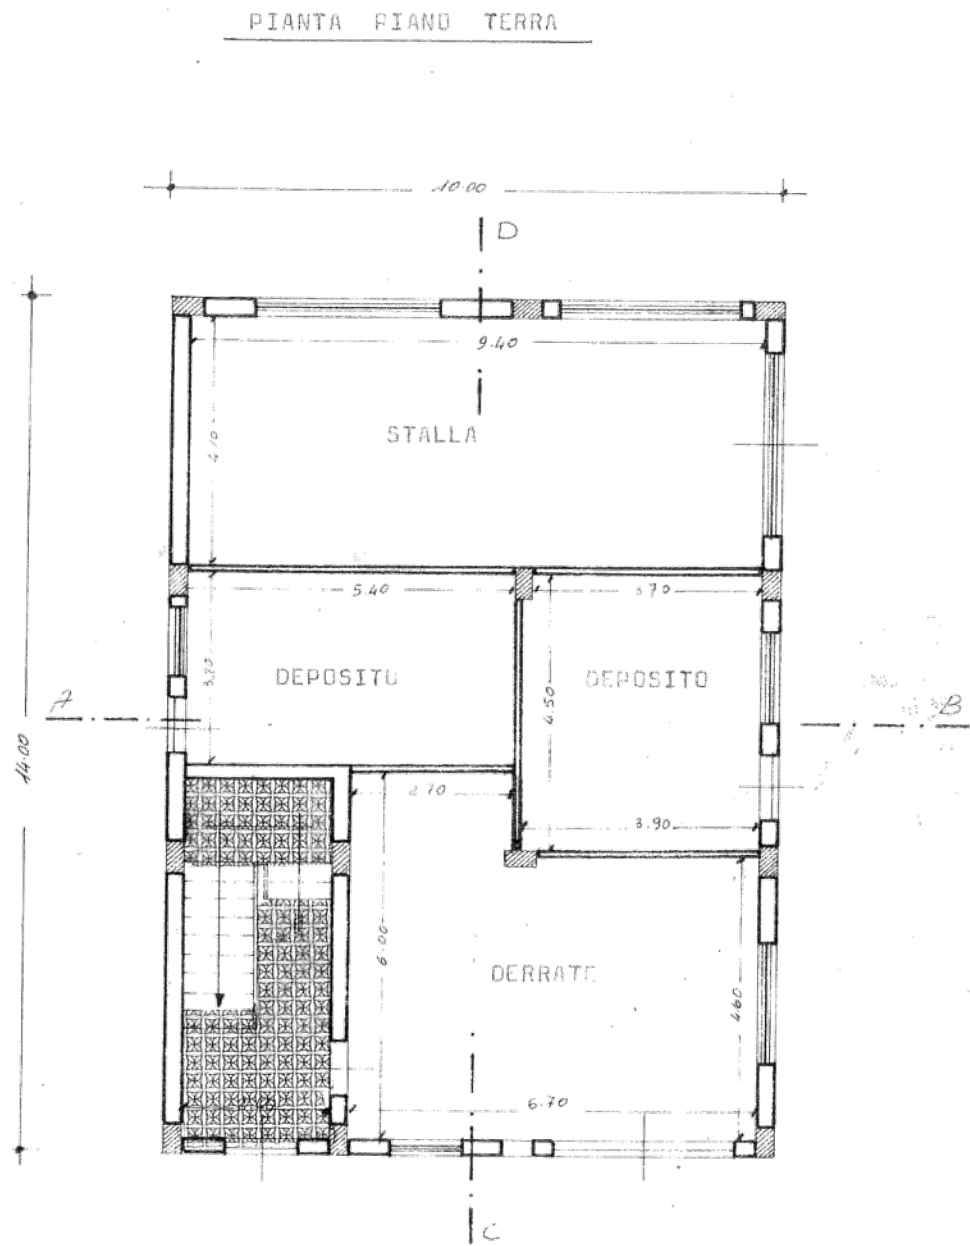 PIANTA PIANO TERRA
10.00
D
9.40
STALLA
4.10
5.40
3.70
DEPOSITO
DEPOSITO
3.20
4.50
A
B
14.00
2.70
3.90
6.00
DERRATE
4.60
6.70
C